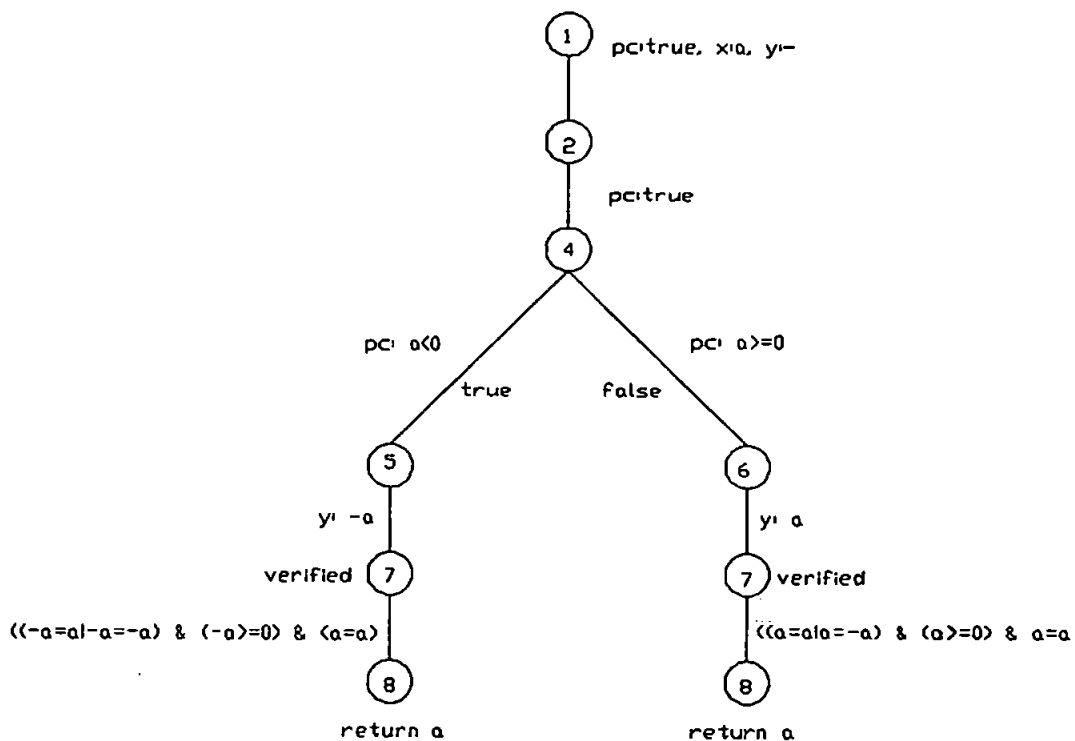 1
pc:true, x:a, y:-
2
pc:true
4
pc: a<0
pc: a>=0
true
false
5
6
y: -a
y: a
verified
7
7
verified
((-a=a|-a=-a) & (-a>=0) & (a=a)
((a=a|a=-a) & (a>=0) & a=a
8
8
return a
return a